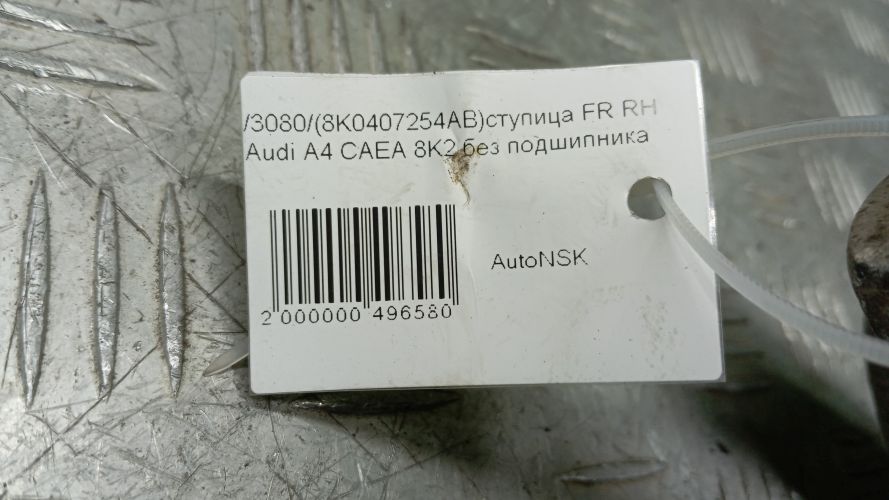 /3080/(8K0407254AB)ступица FR RH
Audi A4 CAEA 8K2 без подшипника
AutoNSK
2 000000 496580